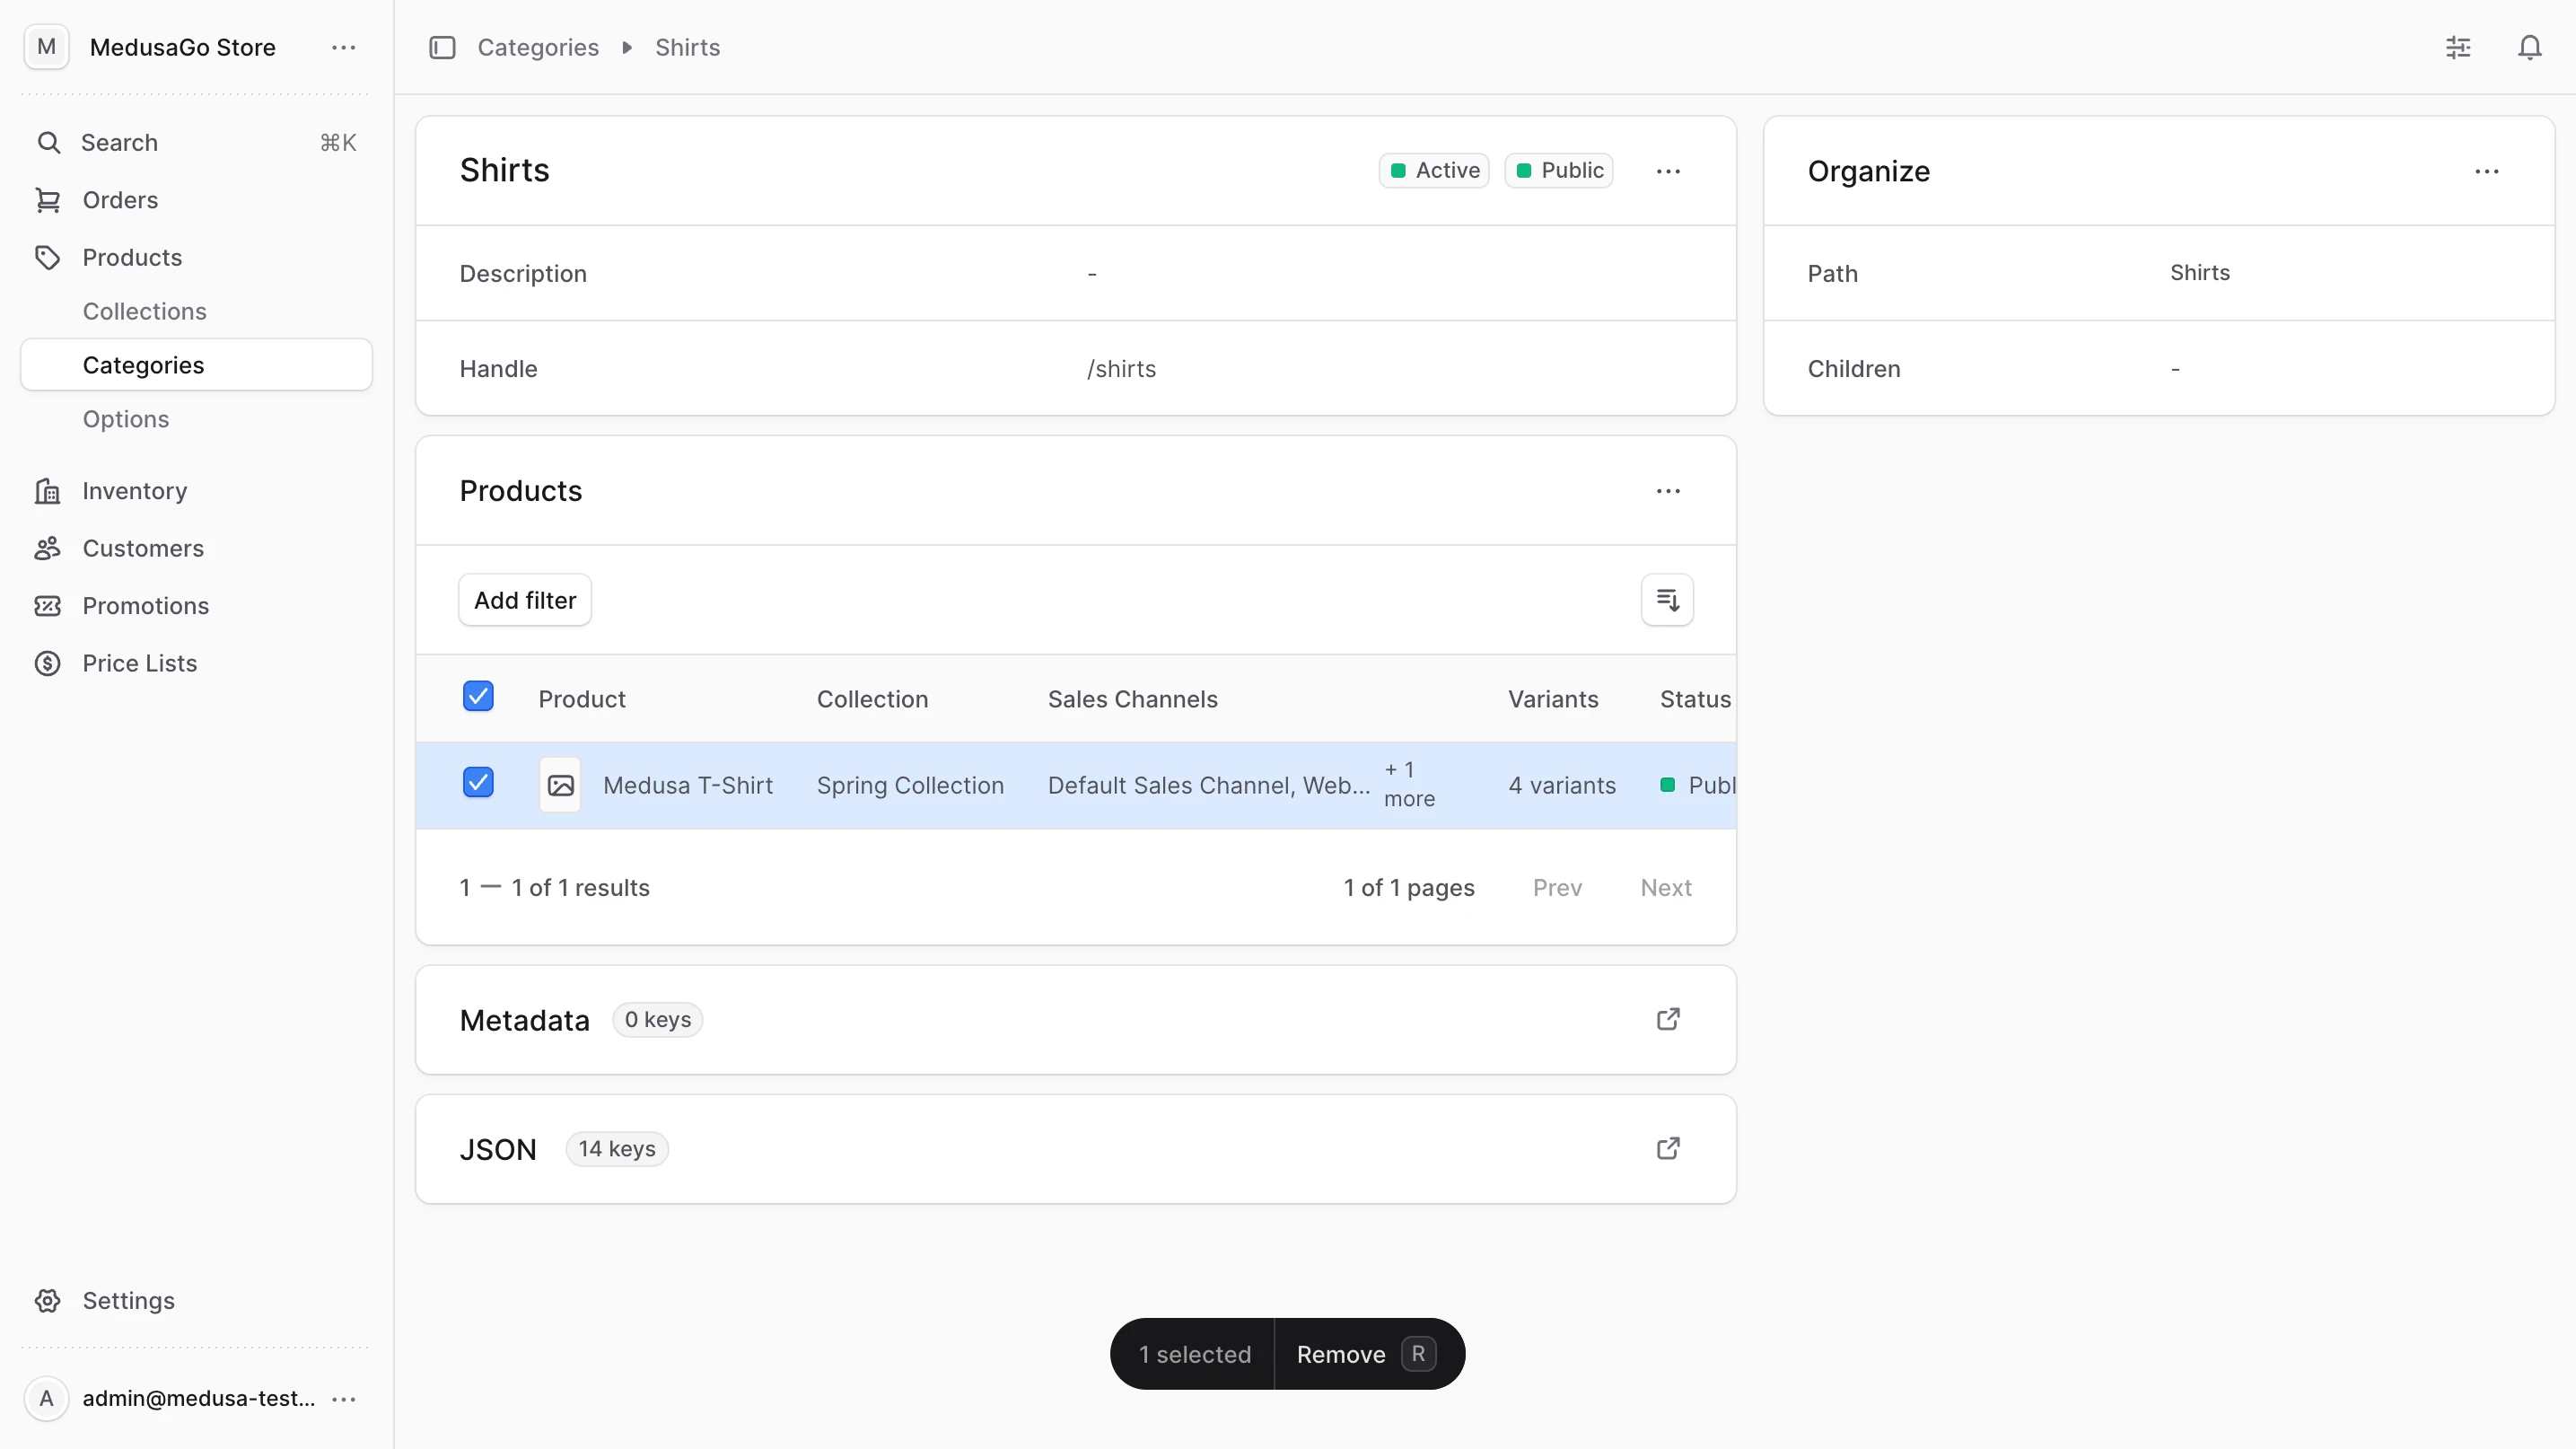 M MedusaGo Store
Search ⌘K
Orders
Products
Collections
Categories
Options
Inventory
Customers
Promotions
Price Lists
Settings
A admin@medusa-test...
Categories Shirts
Shirts Active Public
Description -
Handle /shirts
Products
Add filter
Product Collection Sales Channels Variants Status
Medusa T-Shirt Spring Collection Default Sales Channel, Web... + 1 more 4 variants Publ
1 — 1 of 1 results 1 of 1 pages Prev Next
Metadata 0 keys
JSON 14 keys
Organize
Path Shirts
Children -
1 selected Remove R